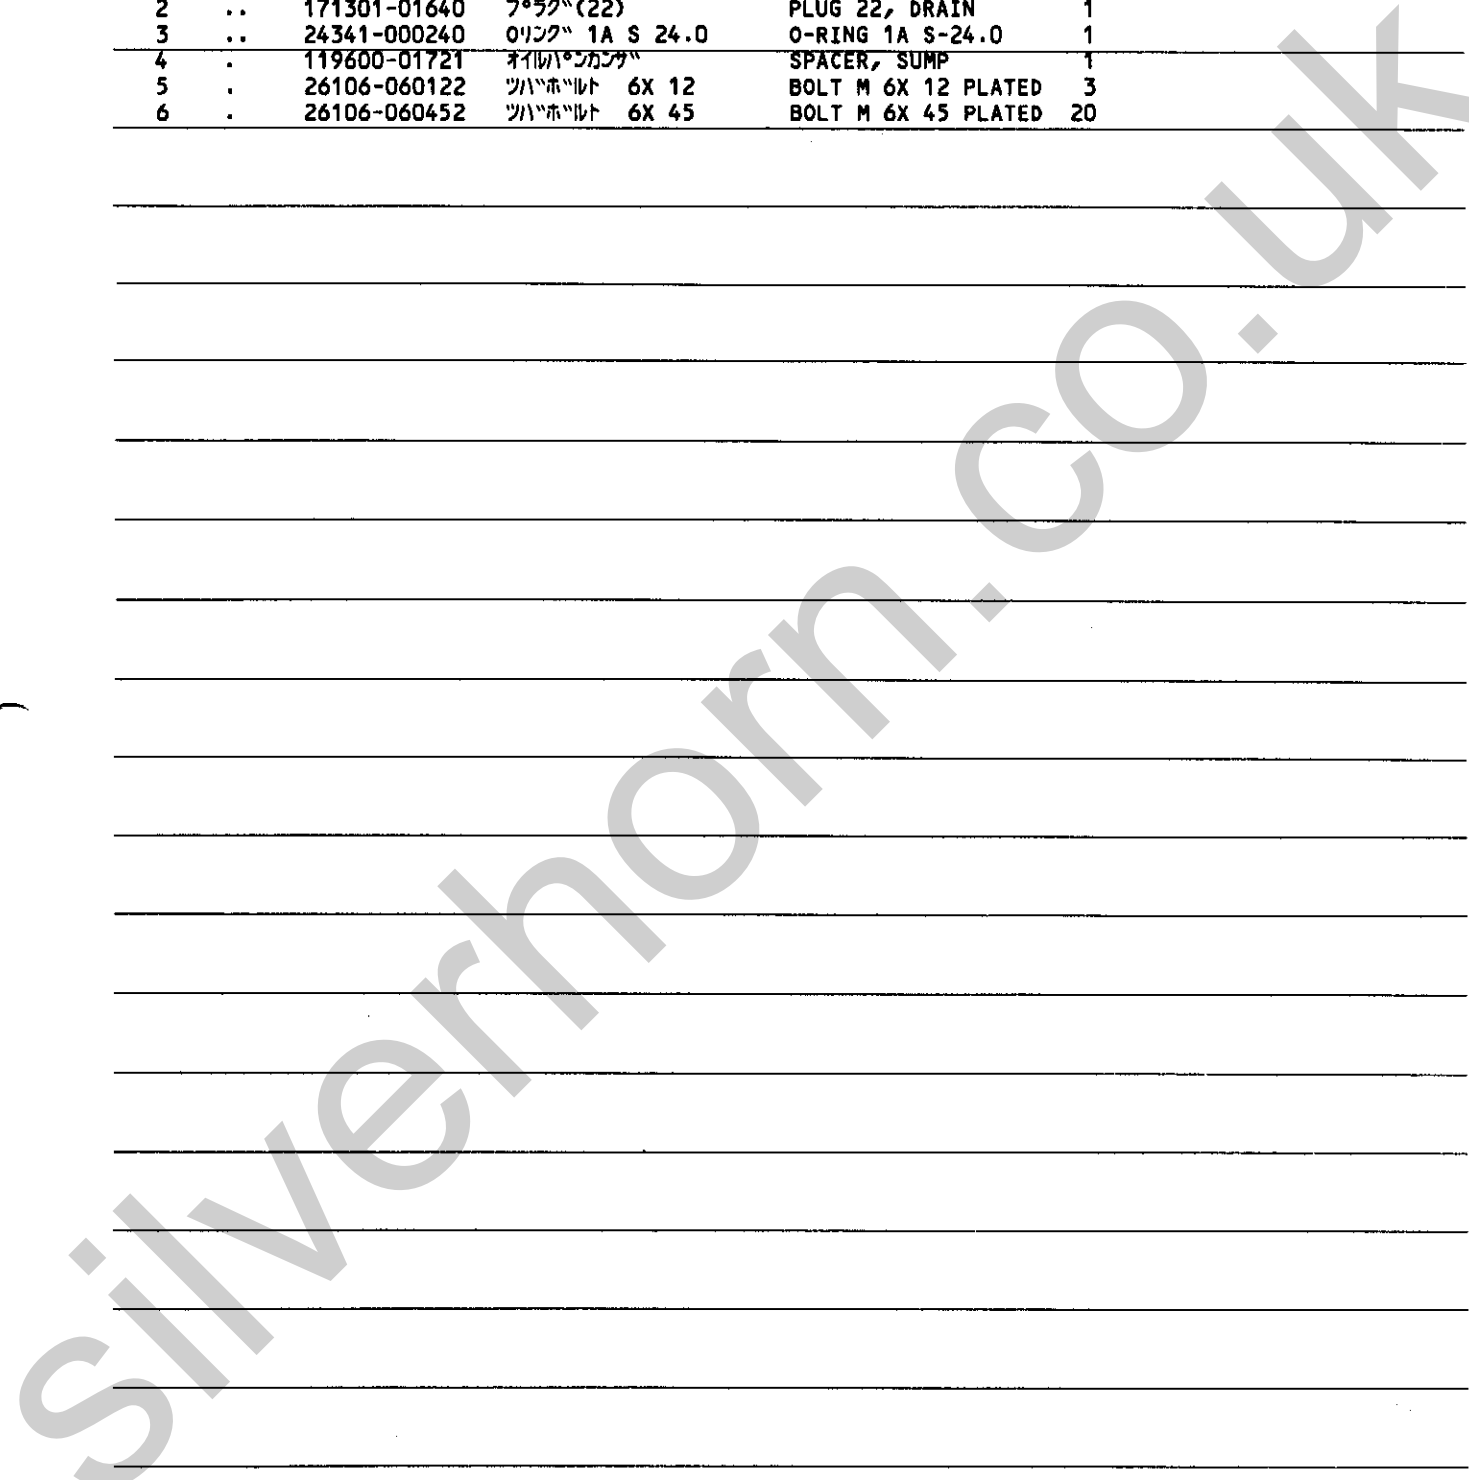 2 .. 171301-01640 プラグ(22) PLUG 22, DRAIN 1
3 .. 24341-000240 Oリング 1A S 24.0 O-RING 1A S-24.0 1
4 . 119600-01721 オイルパンカンザ SPACER, SUMP 1
5 . 26106-060122 ツバボルト 6X 12 BOLT M 6X 12 PLATED 3
6 . 26106-060452 ツバボルト 6X 45 BOLT M 6X 45 PLATED 20
silverhorn.co.uk